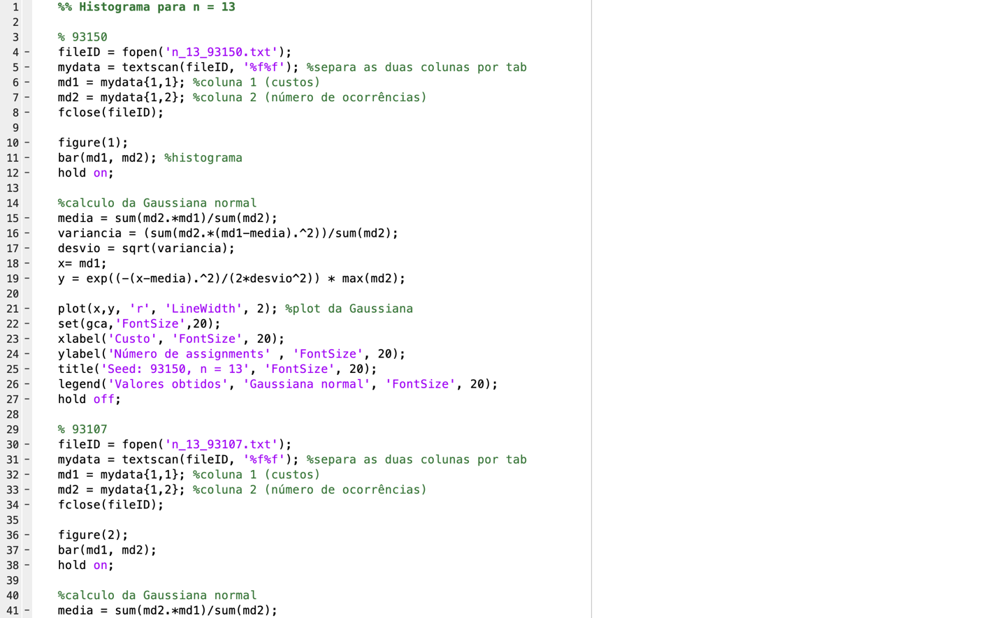 1 %% Histograma para n = 13
2
3 % 93150
4 - fileID = fopen('n_13_93150.txt');
5 - mydata = textscan(fileID, '%f%f'); %separa as duas colunas por tab
6 - md1 = mydata{1,1}; %coluna 1 (custos)
7 - md2 = mydata{1,2}; %coluna 2 (número de ocorrências)
8 - fclose(fileID);
9
10 - figure(1);
11 - bar(md1, md2); %histograma
12 - hold on;
13
14 %calculo da Gaussiana normal
15 - media = sum(md2.*md1)/sum(md2);
16 - variancia = (sum(md2.*(md1-media).^2))/sum(md2);
17 - desvio = sqrt(variancia);
18 - x= md1;
19 - y = exp((-(x-media).^2)/(2*desvio^2)) * max(md2);
20
21 - plot(x,y, 'r', 'LineWidth', 2); %plot da Gaussiana
22 - set(gca,'FontSize',20);
23 - xlabel('Custo', 'FontSize', 20);
24 - ylabel('Número de assignments' , 'FontSize', 20);
25 - title('Seed: 93150, n = 13', 'FontSize', 20);
26 - legend('Valores obtidos', 'Gaussiana normal', 'FontSize', 20);
27 - hold off;
28
29 % 93107
30 - fileID = fopen('n_13_93107.txt');
31 - mydata = textscan(fileID, '%f%f'); %separa as duas colunas por tab
32 - md1 = mydata{1,1}; %coluna 1 (custos)
33 - md2 = mydata{1,2}; %coluna 2 (número de ocorrências)
34 - fclose(fileID);
35
36 - figure(2);
37 - bar(md1, md2);
38 - hold on;
39
40 %calculo da Gaussiana normal
41 - media = sum(md2.*md1)/sum(md2);